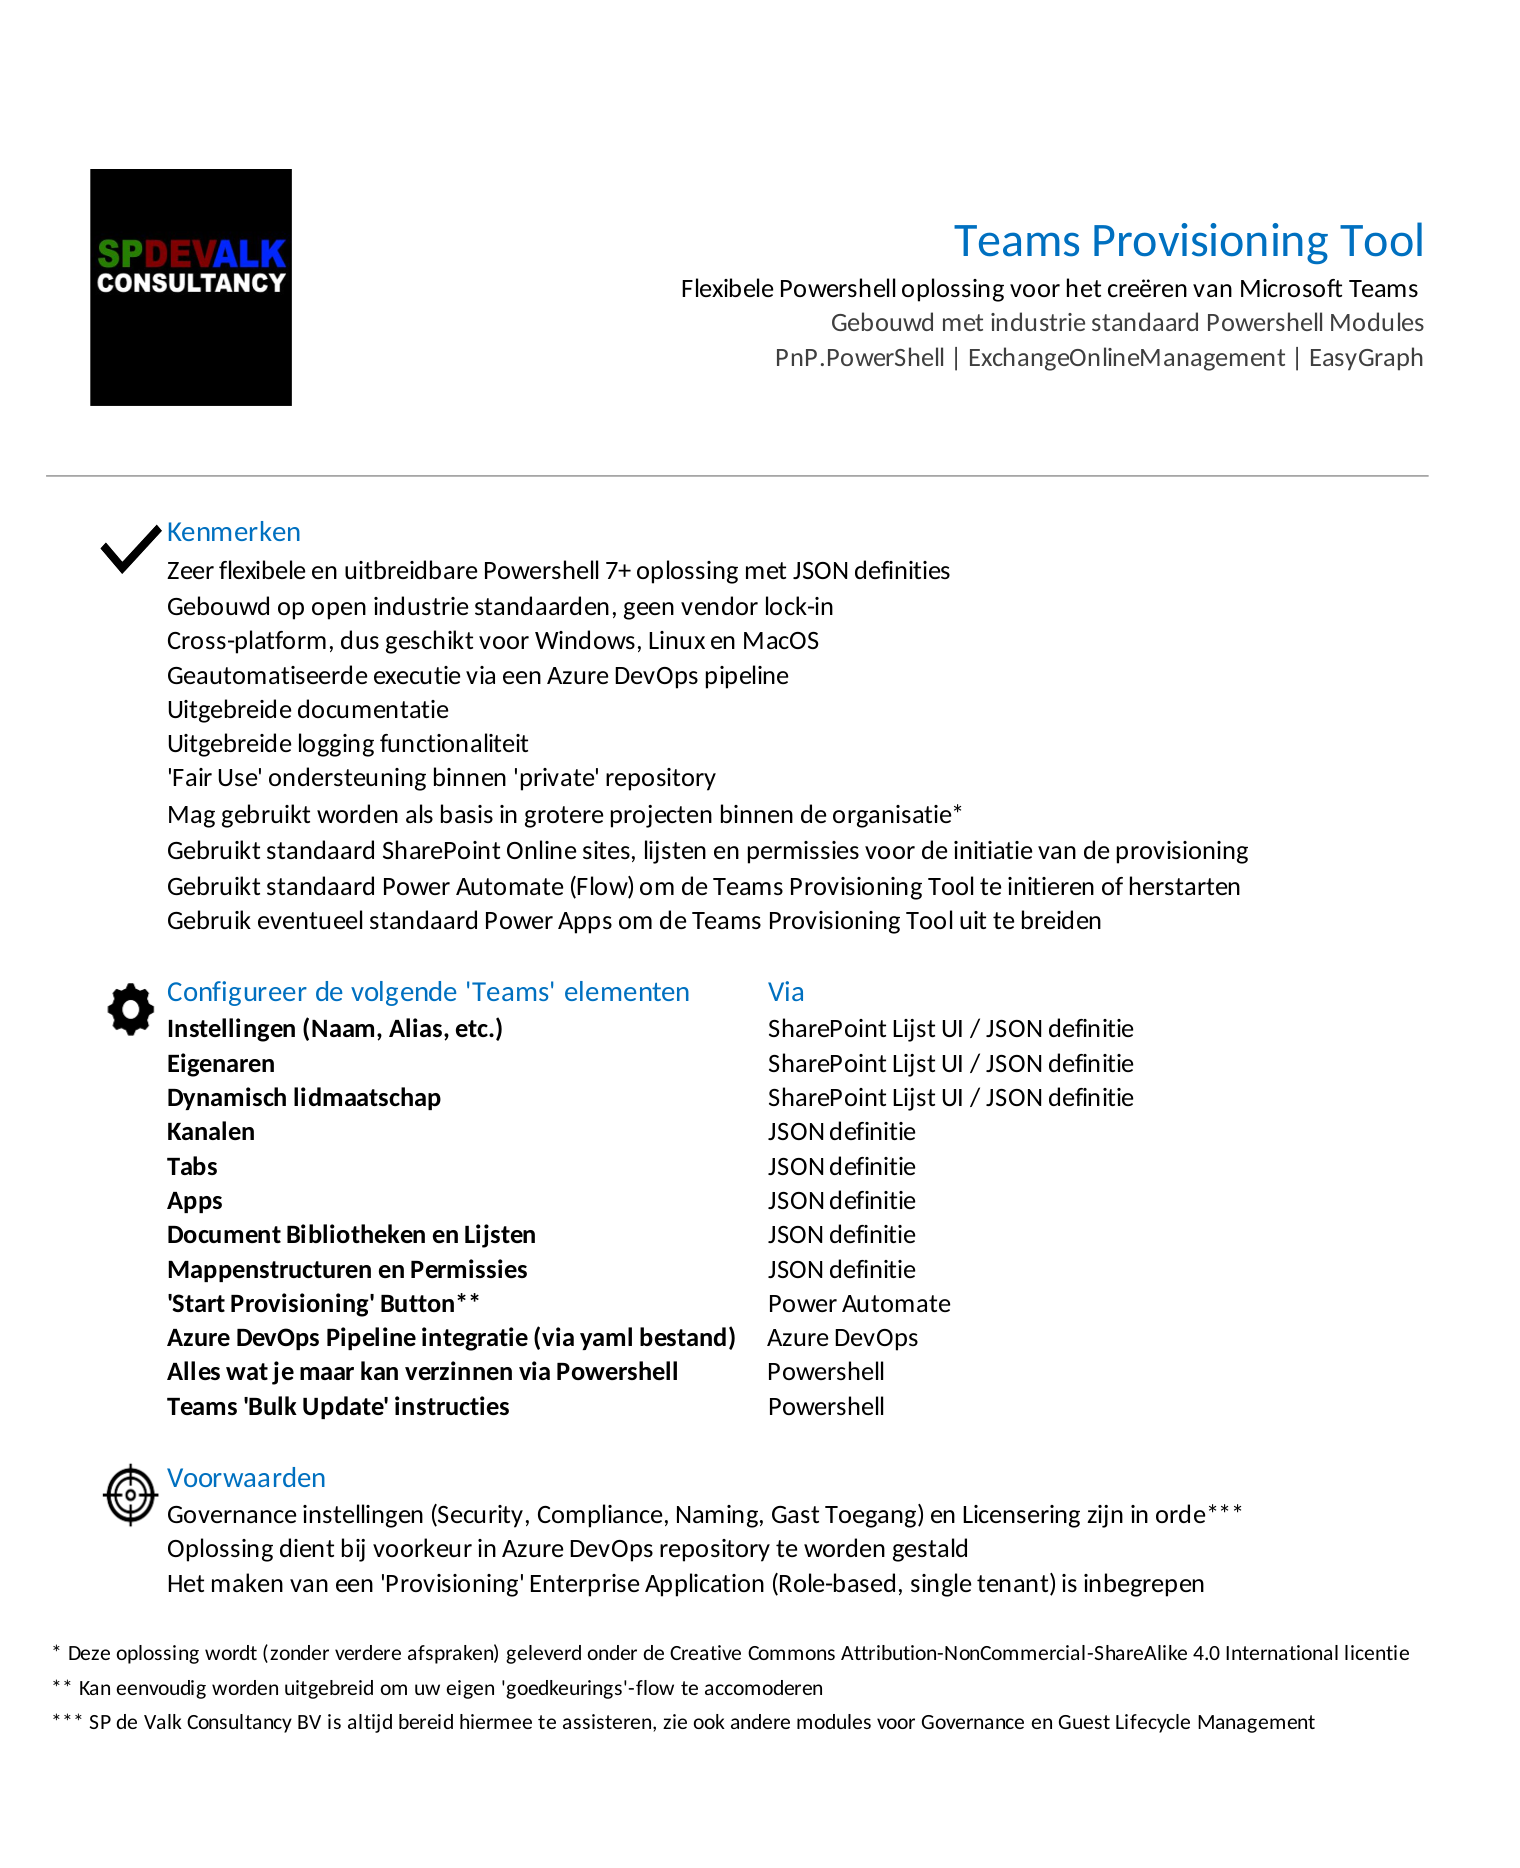 SPDEVALK
CONSULTANCY
Teams Provisioning Tool
Flexibele Powershell oplossing voor het creëren van Microsoft Teams
Gebouwd met industrie standaard Powershell Modules
PnP.PowerShell | ExchangeOnlineManagement | EasyGraph
Kenmerken
Zeer flexibele en uitbreidbare Powershell 7+ oplossing met JSON definities
Gebouwd op open industrie standaarden, geen vendor lock-in
Cross-platform, dus geschikt voor Windows, Linux en MacOS
Geautomatiseerde executie via een Azure DevOps pipeline
Uitgebreide documentatie
Uitgebreide logging functionaliteit
'Fair Use' ondersteuning binnen 'private' repository
Mag gebruikt worden als basis in grotere projecten binnen de organisatie*
Gebruikt standaard SharePoint Online sites, lijsten en permissies voor de initiatie van de provisioning
Gebruikt standaard Power Automate (Flow) om de Teams Provisioning Tool te initieren of herstarten
Gebruik eventueel standaard Power Apps om de Teams Provisioning Tool uit te breiden
Configureer de volgende 'Teams' elementen Via
Instellingen (Naam, Alias, etc.) SharePoint Lijst UI / JSON definitie
Eigenaren SharePoint Lijst UI / JSON definitie
Dynamisch lidmaatschap SharePoint Lijst UI / JSON definitie
Kanalen JSON definitie
Tabs JSON definitie
Apps JSON definitie
Document Bibliotheken en Lijsten JSON definitie
Mappenstructuren en Permissies JSON definitie
'Start Provisioning' Button** Power Automate
Azure DevOps Pipeline integratie (via yaml bestand) Azure DevOps
Alles wat je maar kan verzinnen via Powershell Powershell
Teams 'Bulk Update' instructies Powershell
Voorwaarden
Governance instellingen (Security, Compliance, Naming, Gast Toegang) en Licensering zijn in orde***
Oplossing dient bij voorkeur in Azure DevOps repository te worden gestald
Het maken van een 'Provisioning' Enterprise Application (Role-based, single tenant) is inbegrepen
* Deze oplossing wordt (zonder verdere afspraken) geleverd onder de Creative Commons Attribution-NonCommercial-ShareAlike 4.0 International licentie
** Kan eenvoudig worden uitgebreid om uw eigen 'goedkeurings'-flow te accomoderen
*** SP de Valk Consultancy BV is altijd bereid hiermee te assisteren, zie ook andere modules voor Governance en Guest Lifecycle Management